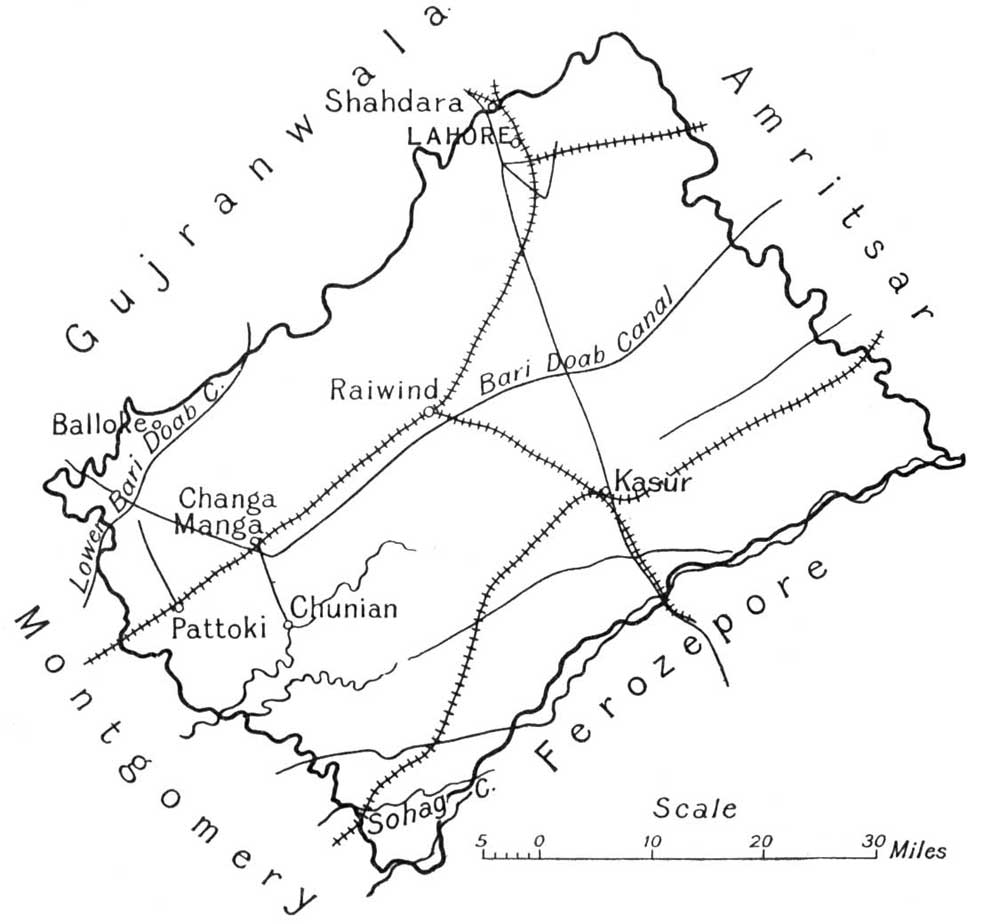 Gujranwala
Amritsar
Shahdara
LAHORE
Bari Doab Canal
Raiwind
Balloke
Lower Bari Doab C.
Kasūr
Changa
Manga
Chunian
Pattoki
Montgomery
Ferozepore
Sohag C.
Scale
5 0 10 20 30 Miles